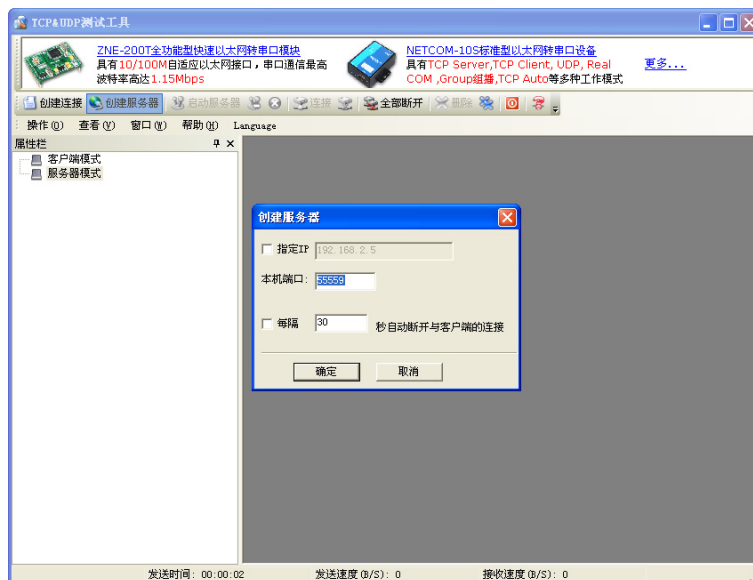 TCP&UDP测试工具
ZNE-200T全功能型快速以太网转串口模块
具有10/100M自适应以太网接口，串口通信最高
波特率高达1.15Mbps
NETCOM-10S标准型以太网转串口设备
具有TCP Server,TCP Client, UDP, Real
COM ,Group组播,TCP Auto等多种工作模式
更多...
创建连接 创建服务器 启动服务器 连接 全部断开 删除
操作(O) 查看(V) 窗口(W) 帮助(H) Language
属性栏
客户端模式
服务器模式
创建服务器
指定IP 192.168.2.5
本机端口: 55559
每隔 30 秒自动断开与客户端的连接
确定 取消
发送时间: 00:00:02 发送速度(B/S): 0 接收速度(B/S): 0